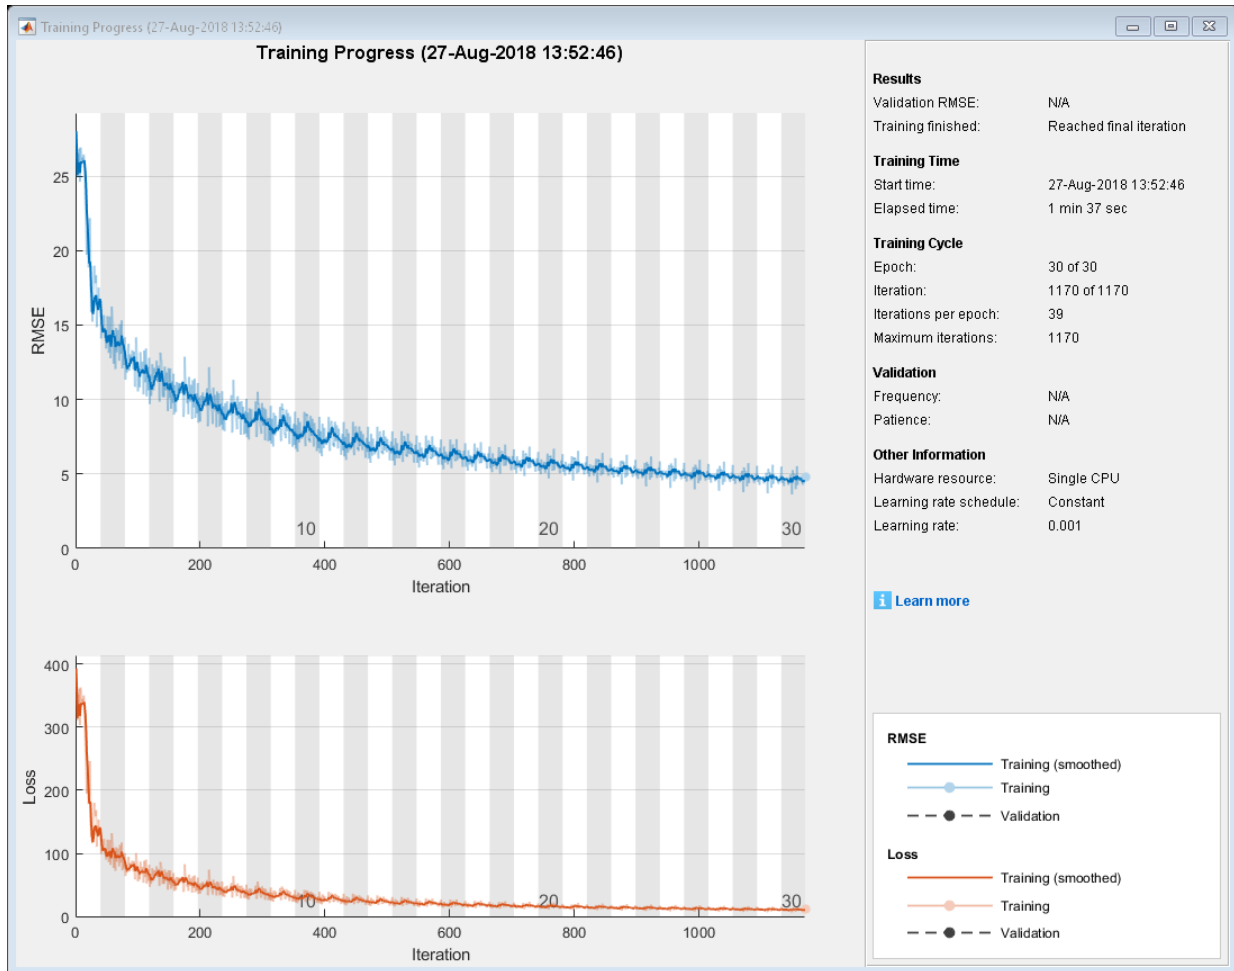 Training Progress (27-Aug-2018 13:52:46)
Training Progress (27-Aug-2018 13:52:46)
RMSE
25
20
15
10
5
0
10
20
30
0
200
400
600
800
1000
Iteration
Loss
400
300
200
100
0
10
20
30
0
200
400
600
800
1000
Iteration
Results
Validation RMSE: N/A
Training finished: Reached final iteration
Training Time
Start time: 27-Aug-2018 13:52:46
Elapsed time: 1 min 37 sec
Training Cycle
Epoch: 30 of 30
Iteration: 1170 of 1170
Iterations per epoch: 39
Maximum iterations: 1170
Validation
Frequency: N/A
Patience: N/A
Other Information
Hardware resource: Single CPU
Learning rate schedule: Constant
Learning rate: 0.001
i Learn more
RMSE
Training (smoothed)
Training
Validation
Loss
Training (smoothed)
Training
Validation